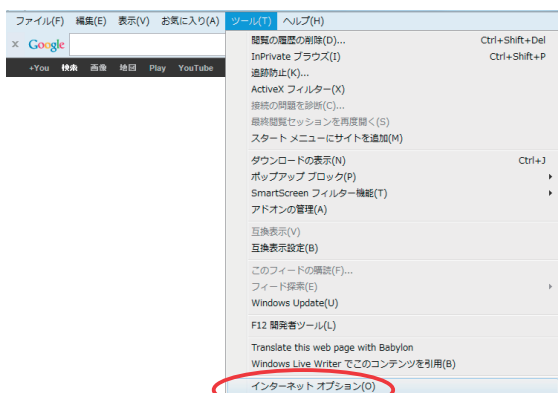 ファイル(F) 編集(E) 表示(V) お気に入り(A) ツール(T) ヘルプ(H)
x Google
+You 検索 画像 地図 Play YouTube
閲覧の履歴の削除(D)... Ctrl+Shift+Del
InPrivate ブラウズ(I) Ctrl+Shift+P
追跡防止(K)...
ActiveX フィルター(X)
接続の問題を診断(C)...
最終閲覧セッションを再度開く(S)
スタート メニューにサイトを追加(M)
ダウンロードの表示(N) Ctrl+J
ポップアップ ブロック(P)
SmartScreen フィルター機能(T)
アドオンの管理(A)
互換表示(V)
互換表示設定(B)
このフィードの購読(F)...
フィード探索(E)
Windows Update(U)
F12 開発者ツール(L)
Translate this web page with Babylon
Windows Live Writer でこのコンテンツを引用(B)
インターネット オプション(O)